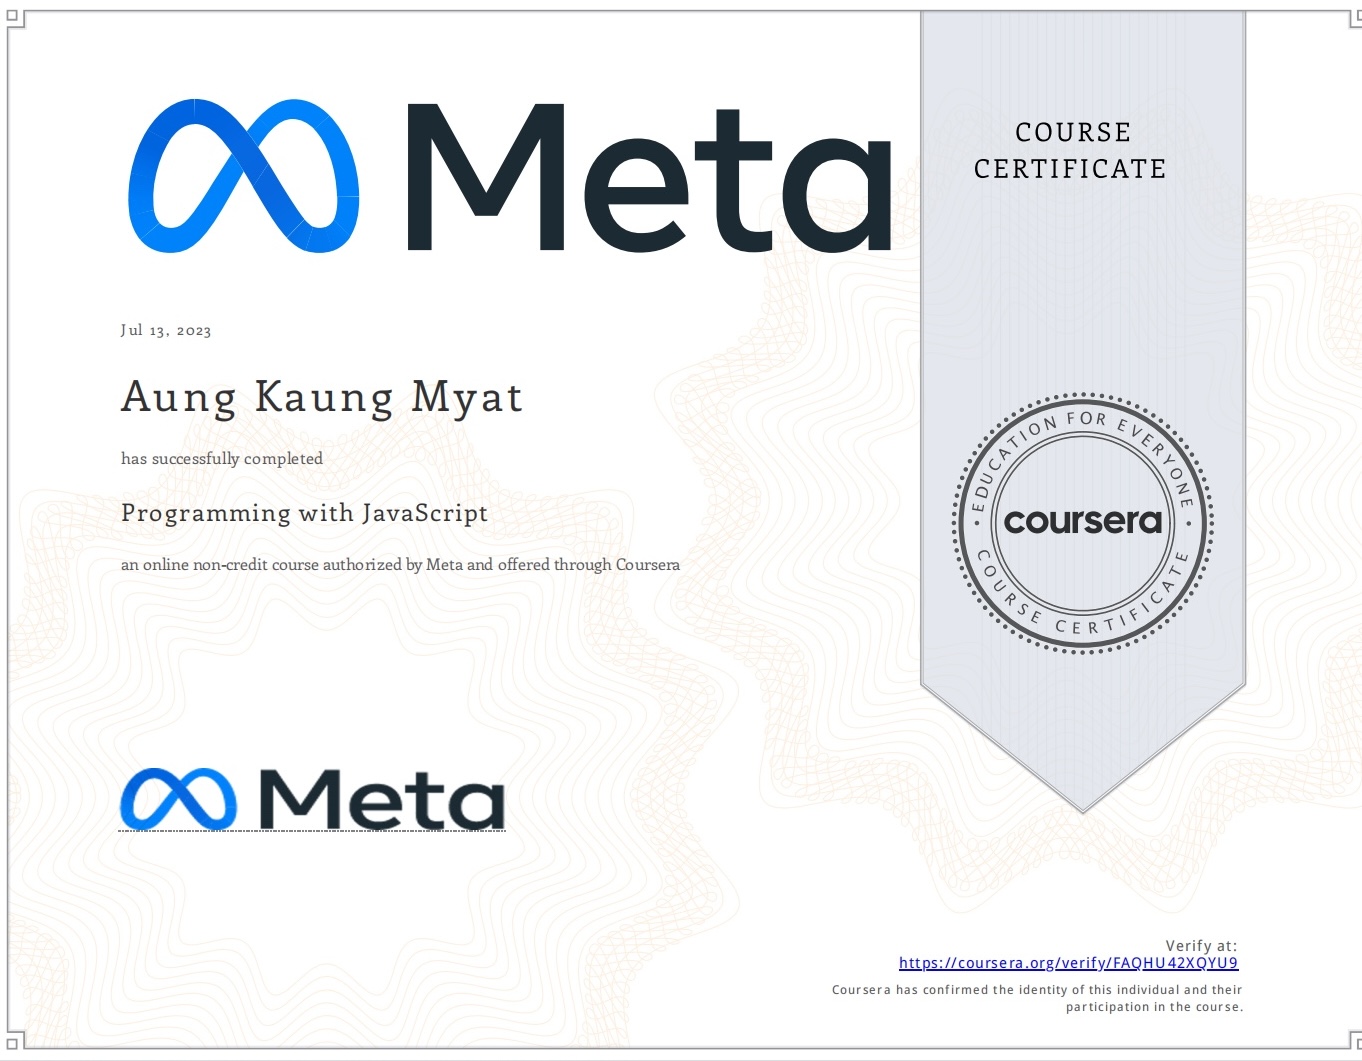 Meta
COURSE
CERTIFICATE
Jul 13, 2023
Aung Kaung Myat
has successfully completed
Programming with JavaScript
an online non-credit course authorized by Meta and offered through Coursera
EDUCATION FOR EVERYONE
coursera
COURSE CERTIFICATE
Meta
Verify at:
https://coursera.org/verify/FAQHU42XQYU9
Coursera has confirmed the identity of this individual and their
participation in the course.